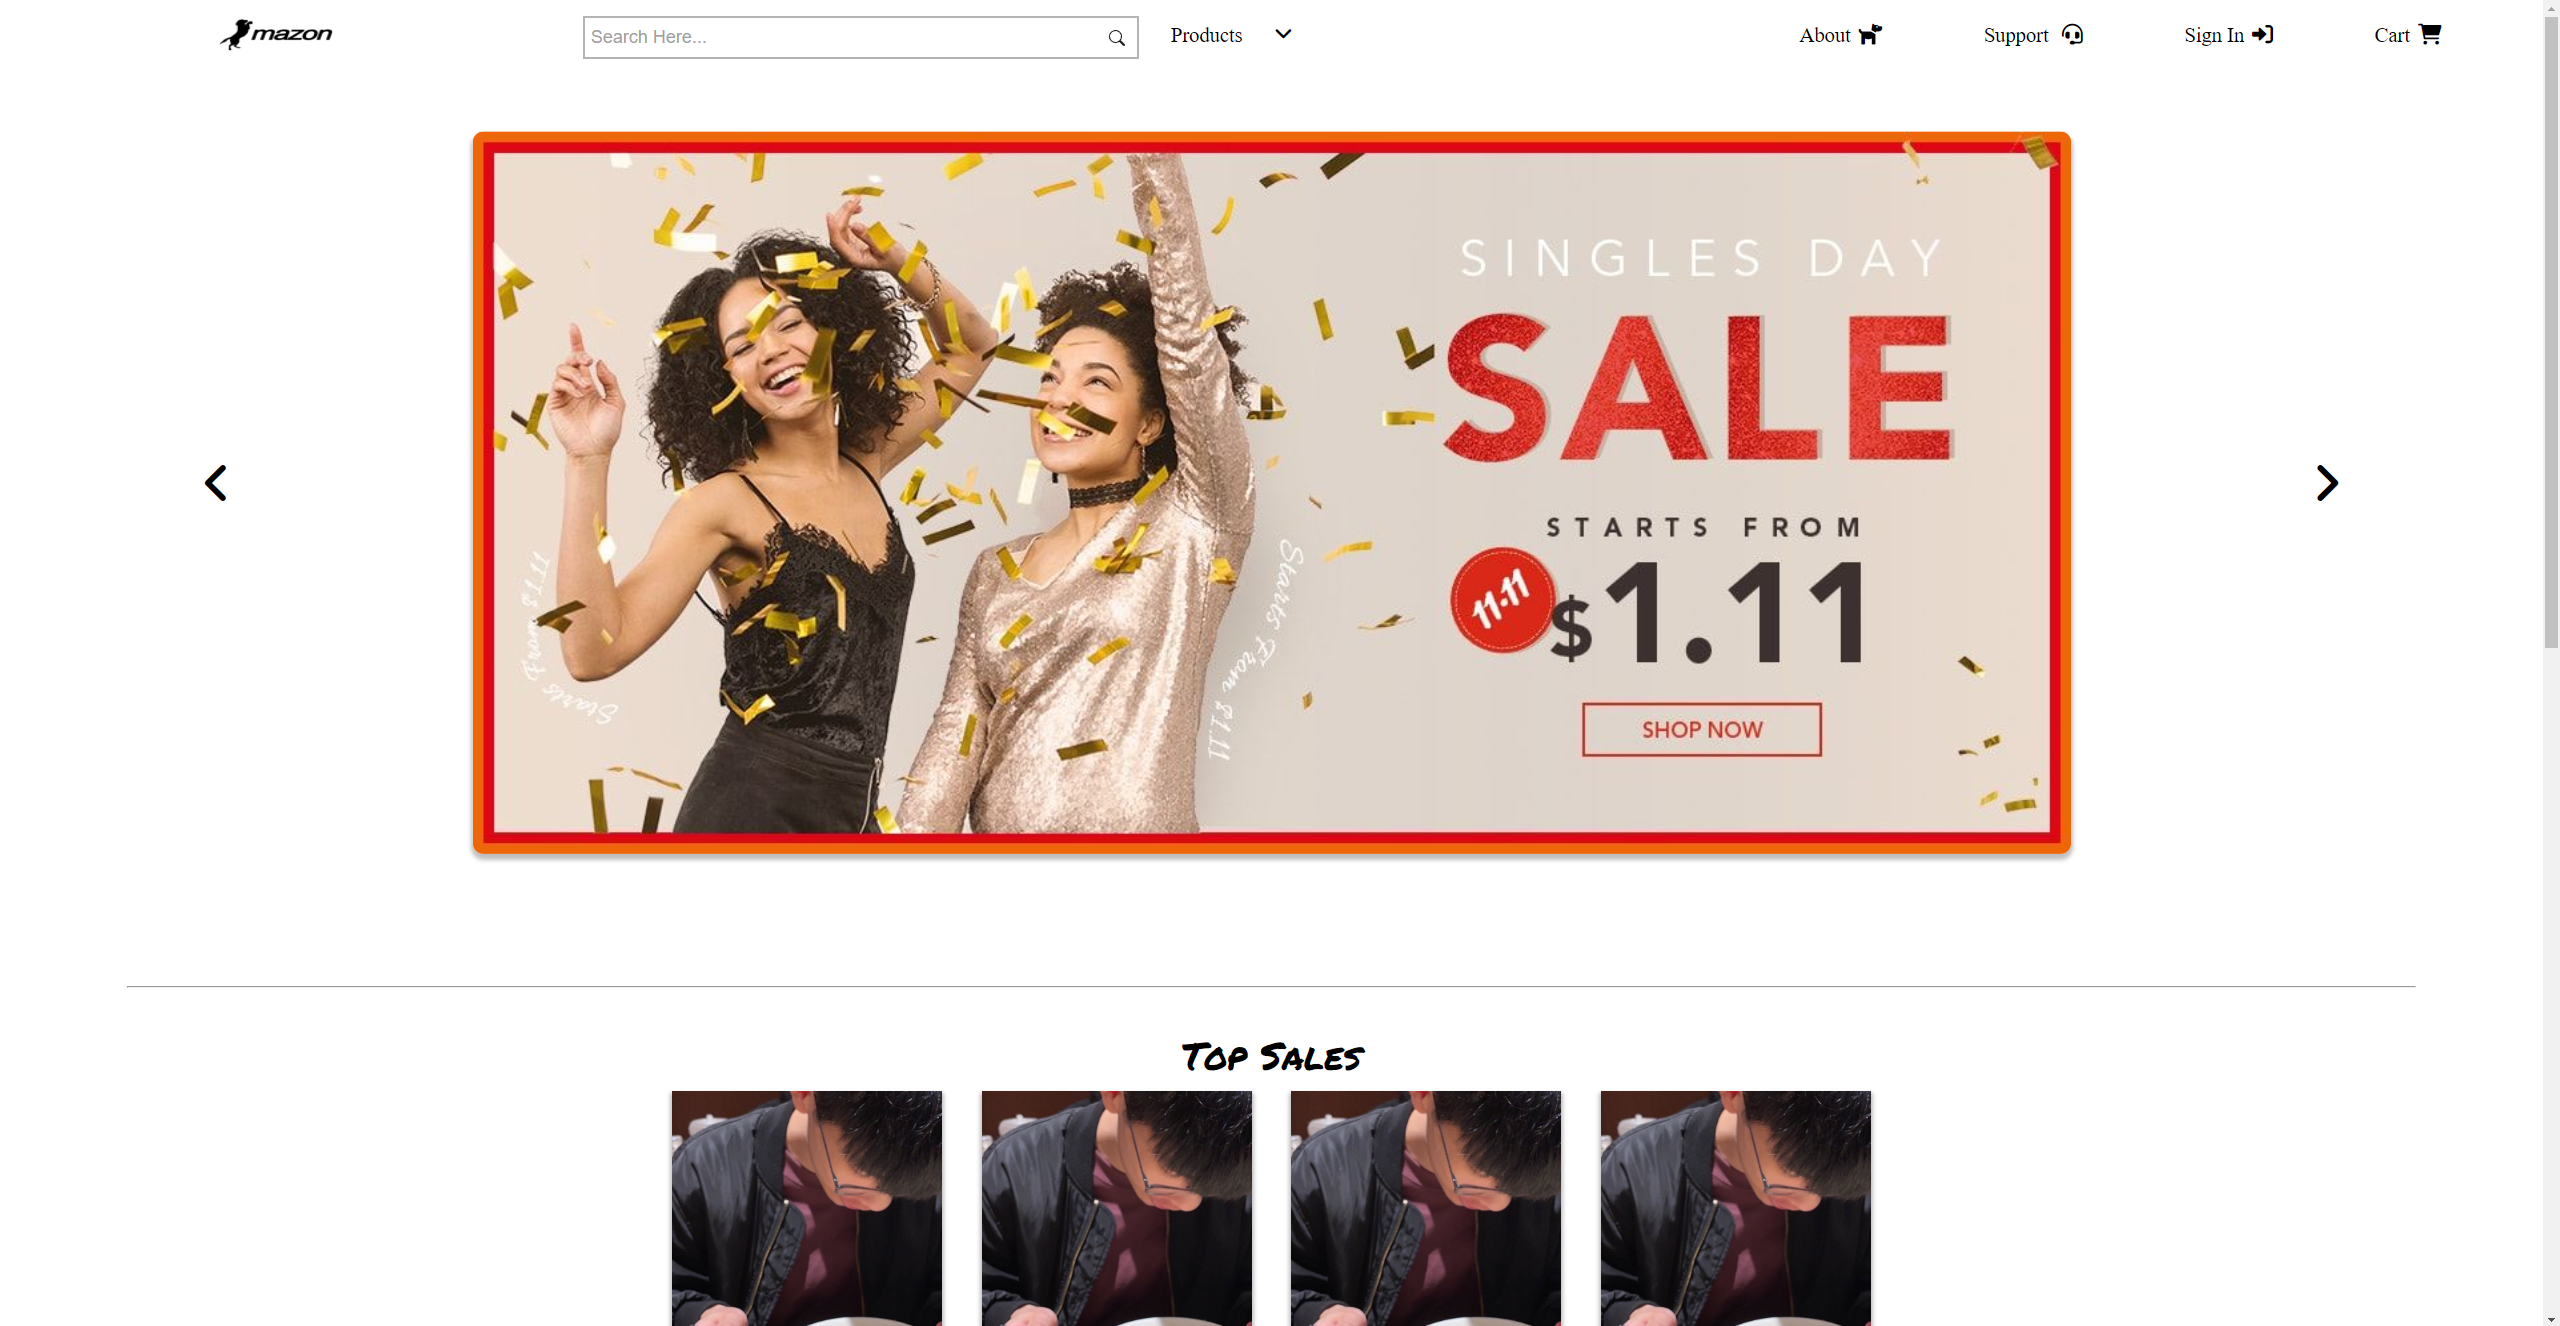 mazon
Search Here...
Products
About
Support
Sign In
Cart
SINGLES DAY
SALE
STARTS FROM
11·11
$1.11
SHOP NOW
Starts From $1.11
Starts From $1.11
Top Sales